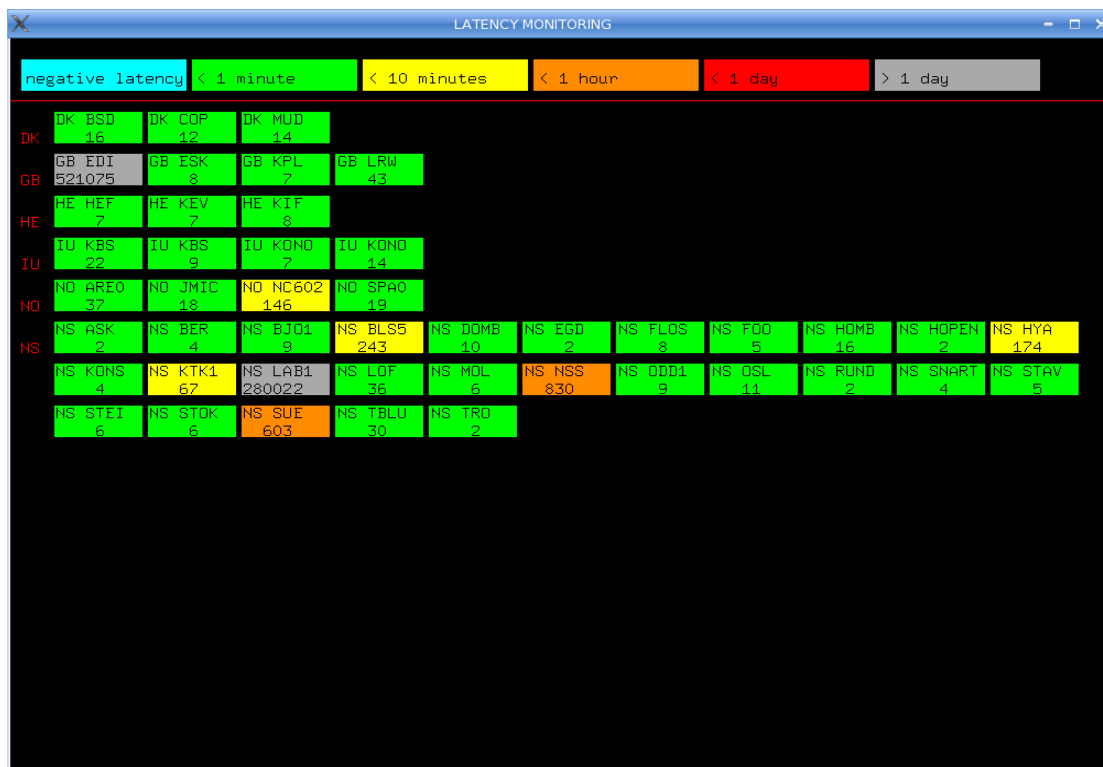 LATENCY MONITORING
negative latency < 1 minute < 10 minutes < 1 hour < 1 day > 1 day
DK BSD DK COP DK MUD
DK 16 12 14
GB EDI GB ESK GB KPL GB LRW
GB 521075 8 7 43
HE HEF HE KEV HE KIF
HE 7 7 8
IU KBS IU KBS IU KONO IU KONO
IU 22 9 7 14
NO ARE0 NO JMIC NO NC602 NO SPA0
NO 37 18 146 19
NS ASK NS BER NS BJO1 NS BLS5 NS DOMB NS EGD NS FLOS NS FOO NS HOMB NS HOPEN NS HYA
NS 2 4 9 243 10 2 8 5 16 2 174
NS KONS NS KTK1 NS LAB1 NS LOF NS MOL NS NSS NS ODD1 NS OSL NS RUND NS SNART NS STAV
4 67 280022 36 6 830 9 11 2 4 5
NS STEI NS STOK NS SUE NS TBLU NS TRO
6 6 603 30 2